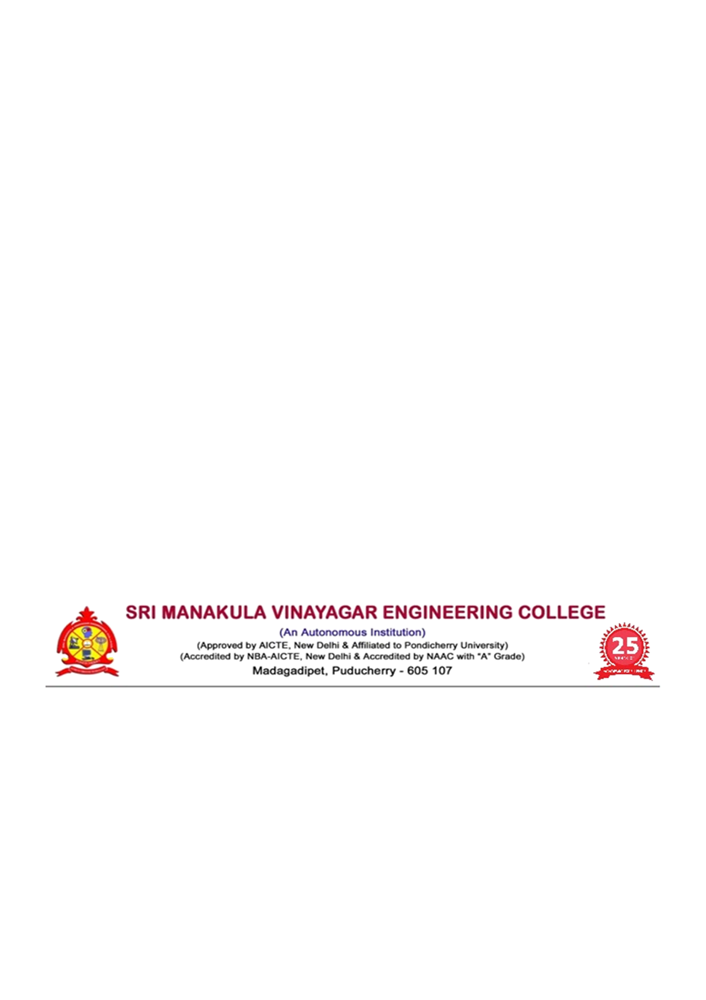 SRI MANAKULA VINAYAGAR ENGINEERING COLLEGE
(An Autonomous Institution)
(Approved by AICTE, New Delhi & Affiliated to Pondicherry University)
(Accredited by NBA-AICTE, New Delhi & Accredited by NAAC with “A” Grade)
Madagadipet, Puducherry - 605 107
25